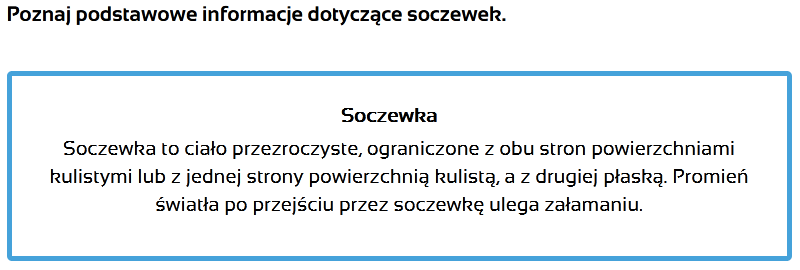 Poznaj podstawowe informacje dotyczące soczewek.
Soczewka
Soczewka to ciało przezroczyste, ograniczone z obu stron powierzchniami
kulistymi lub z jednej strony powierzchnią kulistą, a z drugiej płaską. Promień
światła po przejściu przez soczewkę ulega załamaniu.